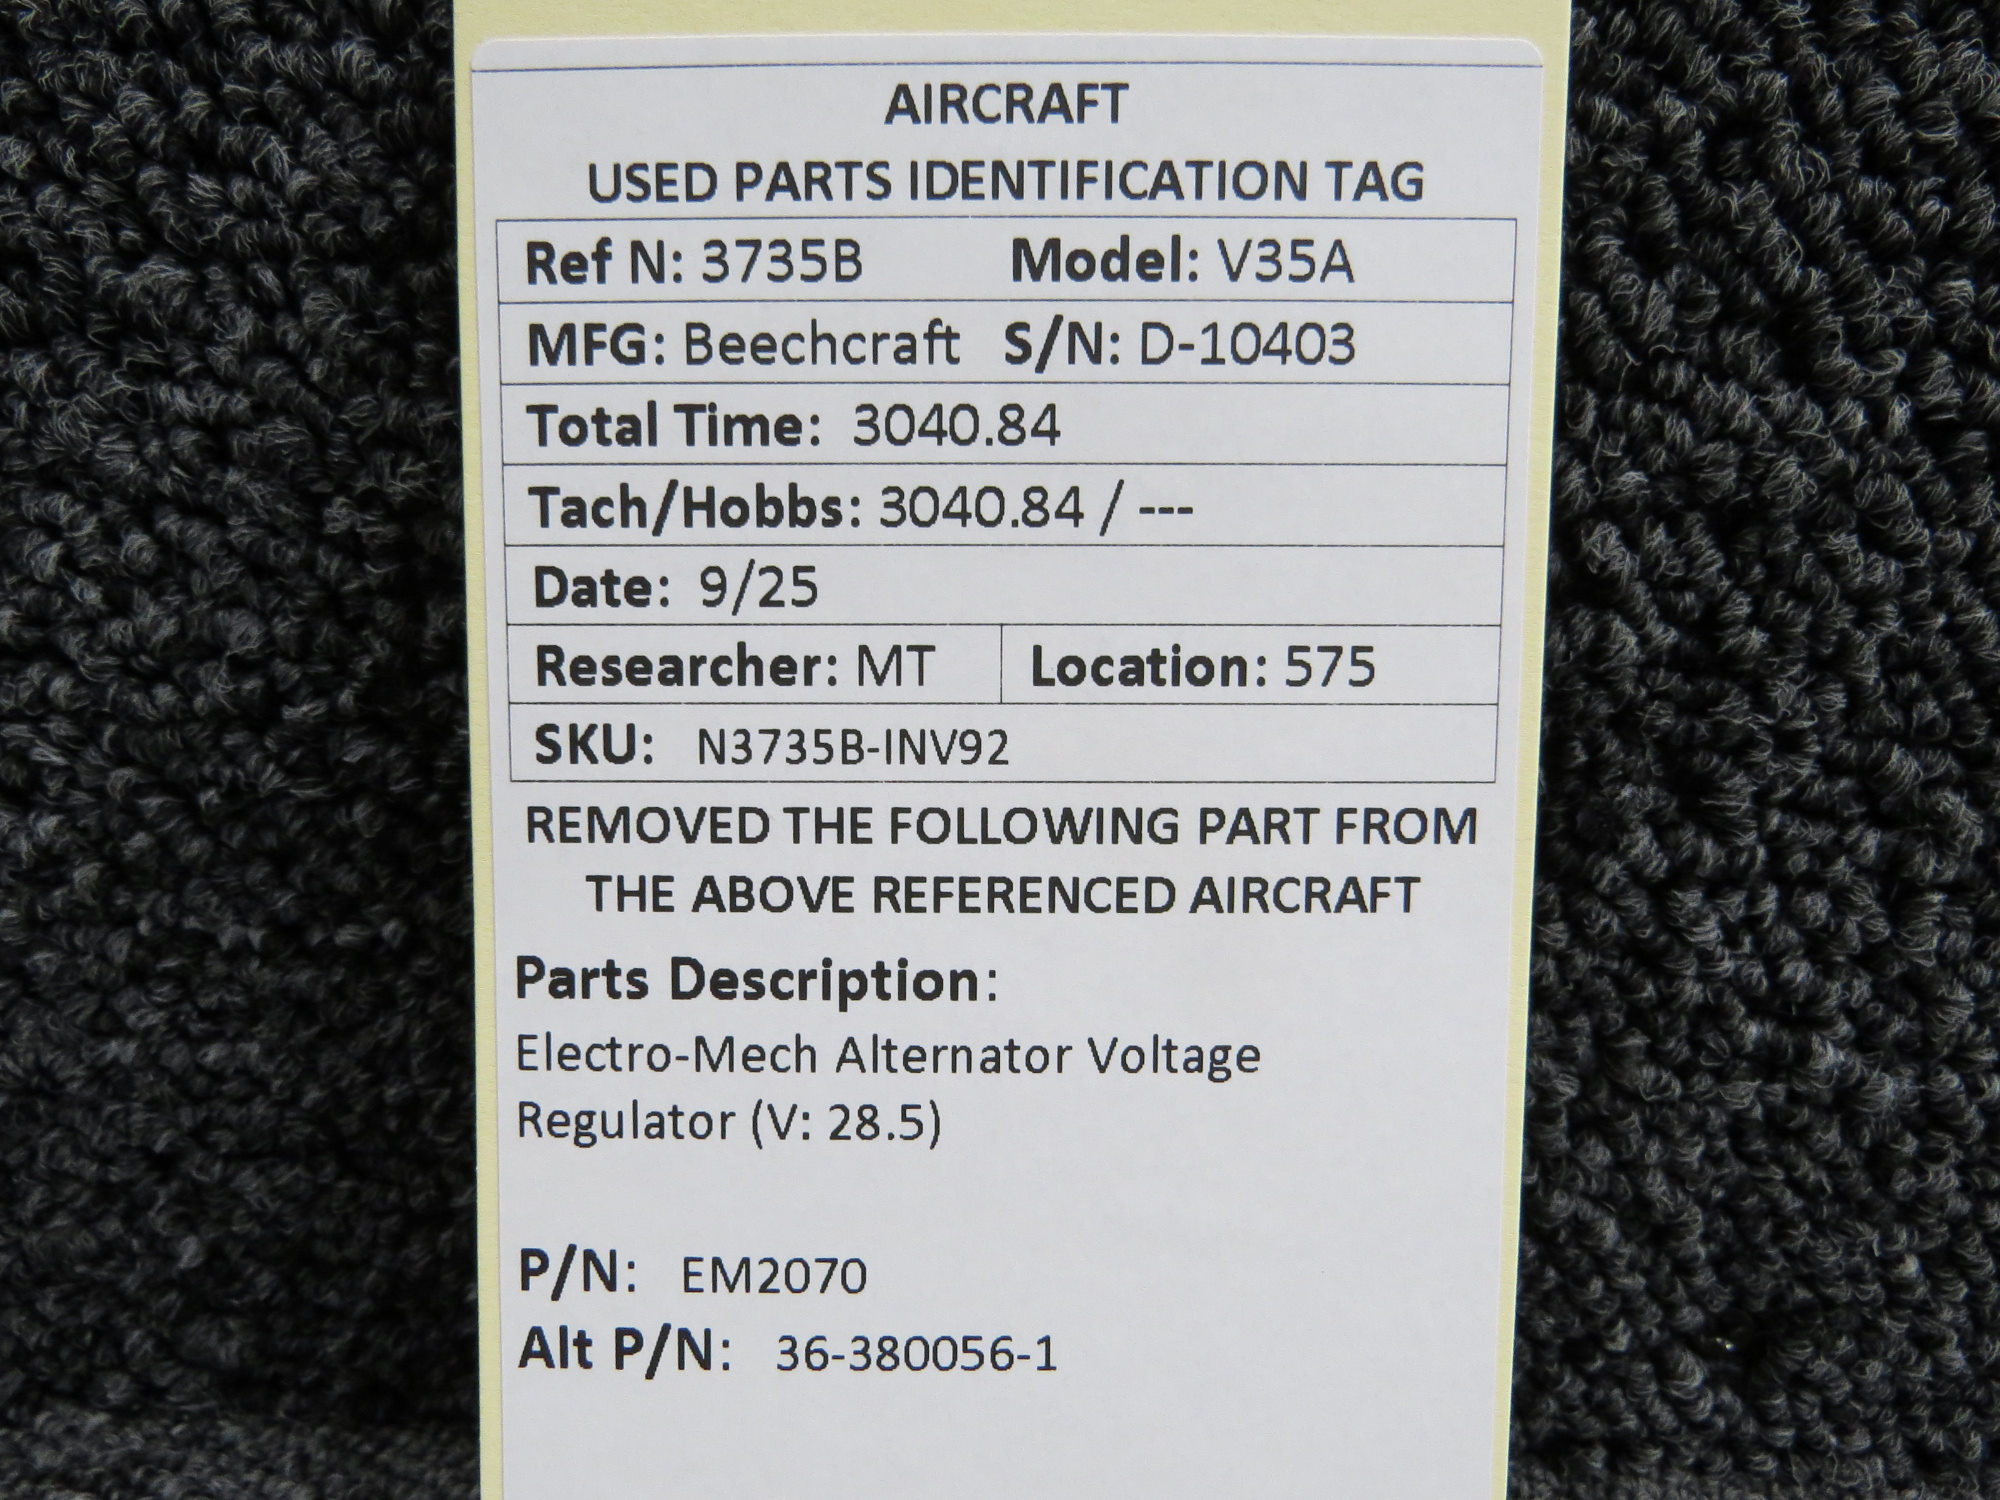 AIRCRAFT
USED PARTS IDENTIFICATION TAG
Ref N: 3735B Model: V35A
MFG: Beechcraft S/N: D-10403
Total Time: 3040.84
Tach/Hobbs: 3040.84 / ---
Date: 9/25
Researcher: MT Location: 575
SKU: N3735B-INV92
REMOVED THE FOLLOWING PART FROM
THE ABOVE REFERENCED AIRCRAFT
Parts Description:
Electro-Mech Alternator Voltage
Regulator (V: 28.5)
P/N: EM2070
Alt P/N: 36-380056-1